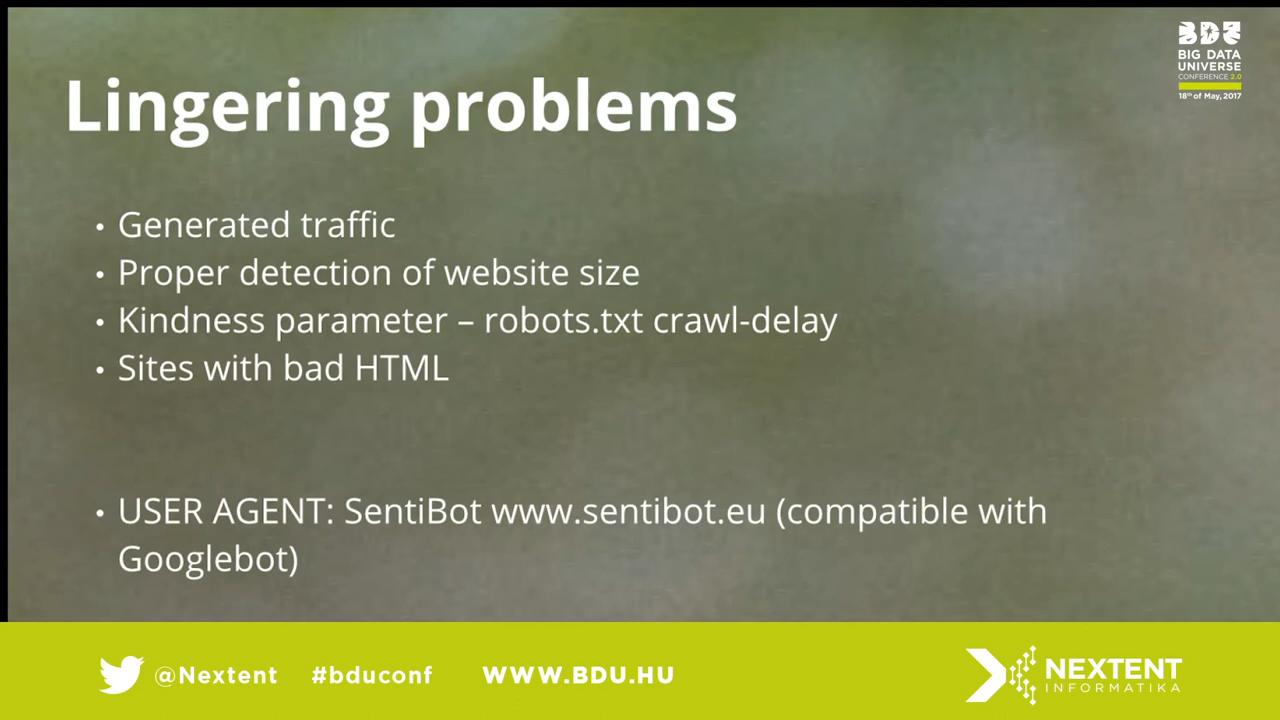 Lingering problems
BDU
BIG DATA
UNIVERSE
CONFERENCE 2.0
18th of May, 2017
• Generated traffic
• Proper detection of website size
• Kindness parameter – robots.txt crawl-delay
• Sites with bad HTML
• USER AGENT: SentiBot www.sentibot.eu (compatible with
Googlebot)
@Nextent #bduconf WWW.BDU.HU
NEXTENT
INFORMATIKA